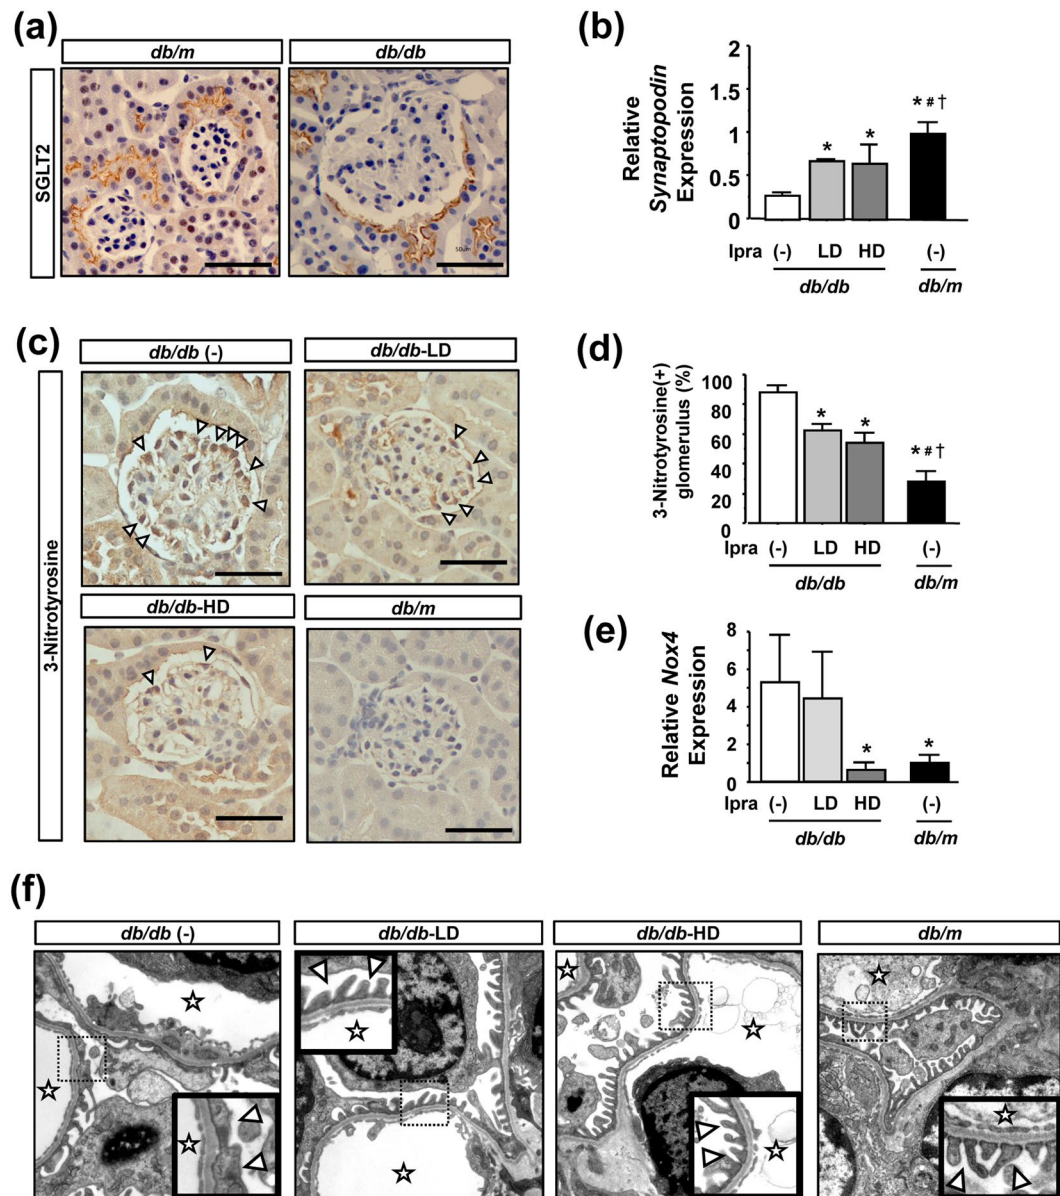 (a)
db/m
db/db
SGLT2
50um
(b)
Relative
Synaptopodin
Expression
2
1.5
1
0.5
0
*
*
* # †
Ipra (-) LD HD (-)
db/db
db/m
(c)
db/db (-)
db/db-LD
3-Nitrotyrosine
db/db-HD
db/m
(d)
3-Nitrotyrosine(+)
glomerulus (%)
100
80
60
40
20
0
*
*
* # †
Ipra (-) LD HD (-)
db/db
db/m
(e)
Relative Nox4
Expression
8
6
4
2
0
*
*
Ipra (-) LD HD (-)
db/db
db/m
(f)
db/db (-)
db/db-LD
db/db-HD
db/m